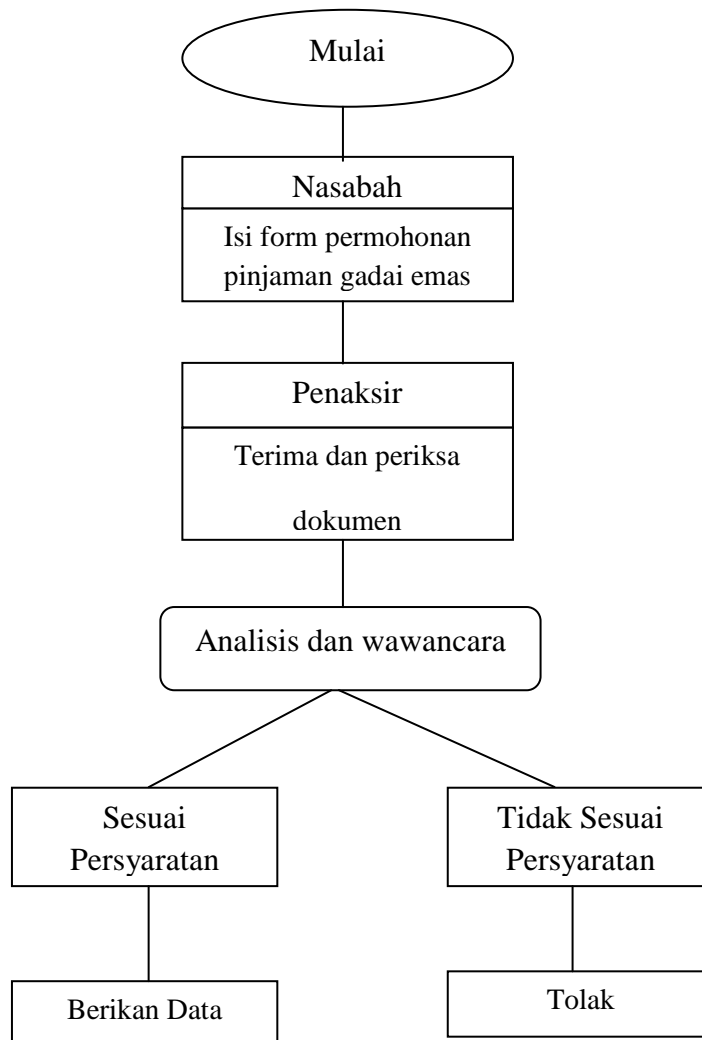 Mulai
Nasabah
Isi form permohonan
pinjaman gadai emas
Penaksir
Terima dan periksa
dokumen
Analisis dan wawancara
Sesuai
Persyaratan
Tidak Sesuai
Persyaratan
Berikan Data
Tolak